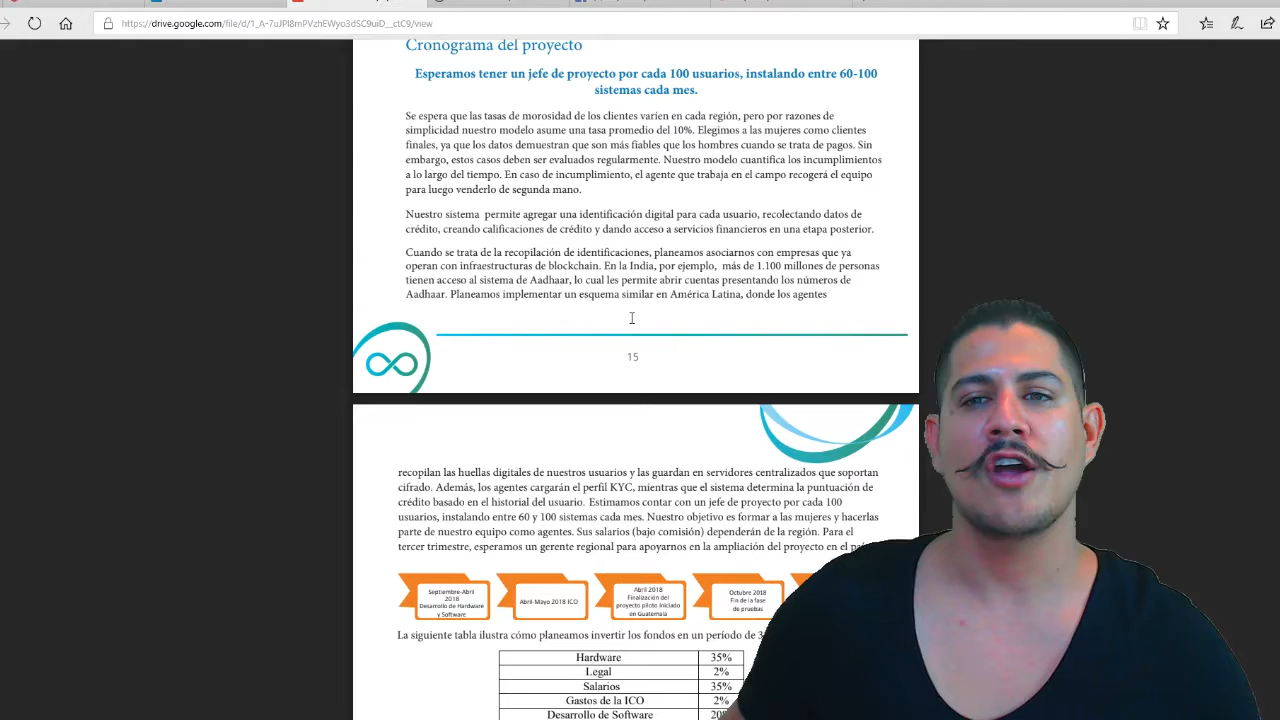 https://drive.google.com/file/d/1_A-7uJPl8mPVzhEWyo3dSC9uiD__ctC9/view
Cronograma del proyecto
Esperamos tener un jefe de proyecto por cada 100 usuarios, instalando entre 60-100
sistemas cada mes.
Se espera que las tasas de morosidad de los clientes varíen en cada región, pero por razones de
simplicidad nuestro modelo asume una tasa promedio del 10%. Elegimos a las mujeres como clientes
finales, ya que los datos demuestran que son más fiables que los hombres cuando se trata de pagos. Sin
embargo, estos casos deben ser evaluados regularmente. Nuestro modelo cuantifica los incumplimientos
a lo largo del tiempo. En caso de incumplimiento, el agente que trabaja en el campo recogerá el equipo
para luego venderlo de segunda mano.
Nuestro sistema permite agregar una identificación digital para cada usuario, recolectando datos de
crédito, creando calificaciones de crédito y dando acceso a servicios financieros en una etapa posterior.
Cuando se trata de la recopilación de identificaciones, planeamos asociarnos con empresas que ya
operan con infraestructuras de blockchain. En la India, por ejemplo, más de 1.100 millones de personas
tienen acceso al sistema de Aadhaar, lo cual les permite abrir cuentas presentando los números de
Aadhaar. Planeamos implementar un esquema similar en América Latina, donde los agentes
15
recopilan las huellas digitales de nuestros usuarios y las guardan en servidores centralizados que soportan
cifrado. Además, los agentes cargarán el perfil KYC, mientras que el sistema determina la puntuación de
crédito basado en el historial del usuario. Estimamos contar con un jefe de proyecto por cada 100
usuarios, instalando entre 60 y 100 sistemas cada mes. Nuestro objetivo es formar a las mujeres y hacerlas
parte de nuestro equipo como agentes. Sus salarios (bajo comisión) dependerán de la región. Para el
tercer trimestre, esperamos un gerente regional para apoyarnos en la ampliación del proyecto en el
Septiembre-Abril
2018
Desarrollo de Hardware
y Software
Abril-Mayo 2018 ICO
Abril 2018
Finalización del
proyecto piloto iniciado
en Guatemala
Octubre 2018
Fin de la fase
de pruebas
La siguiente tabla ilustra cómo planeamos invertir los fondos en un período de 3
Hardware 35%
Legal 2%
Salarios 35%
Gastos de la ICO 2%
Desarrollo de Software